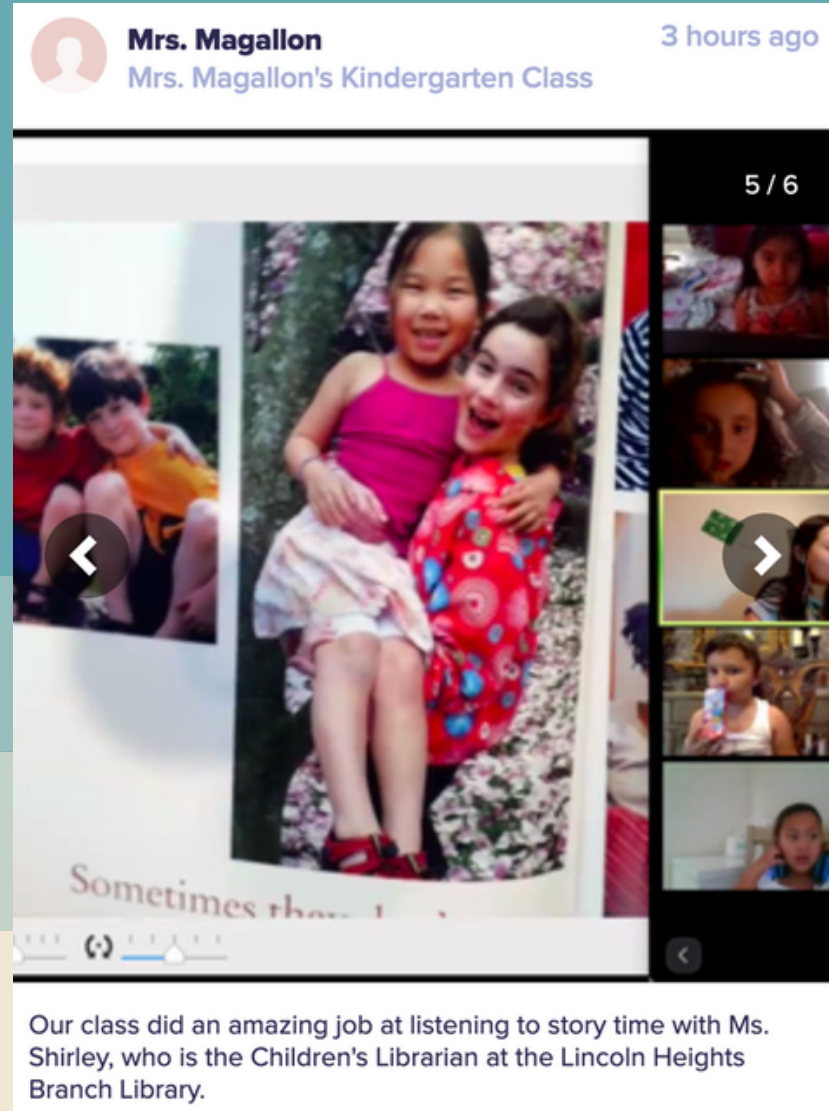 Mrs. Magallon
3 hours ago
Mrs. Magallon's Kindergarten Class
5 / 6
Sometimes they
Our class did an amazing job at listening to story time with Ms.
Shirley, who is the Children's Librarian at the Lincoln Heights
Branch Library.